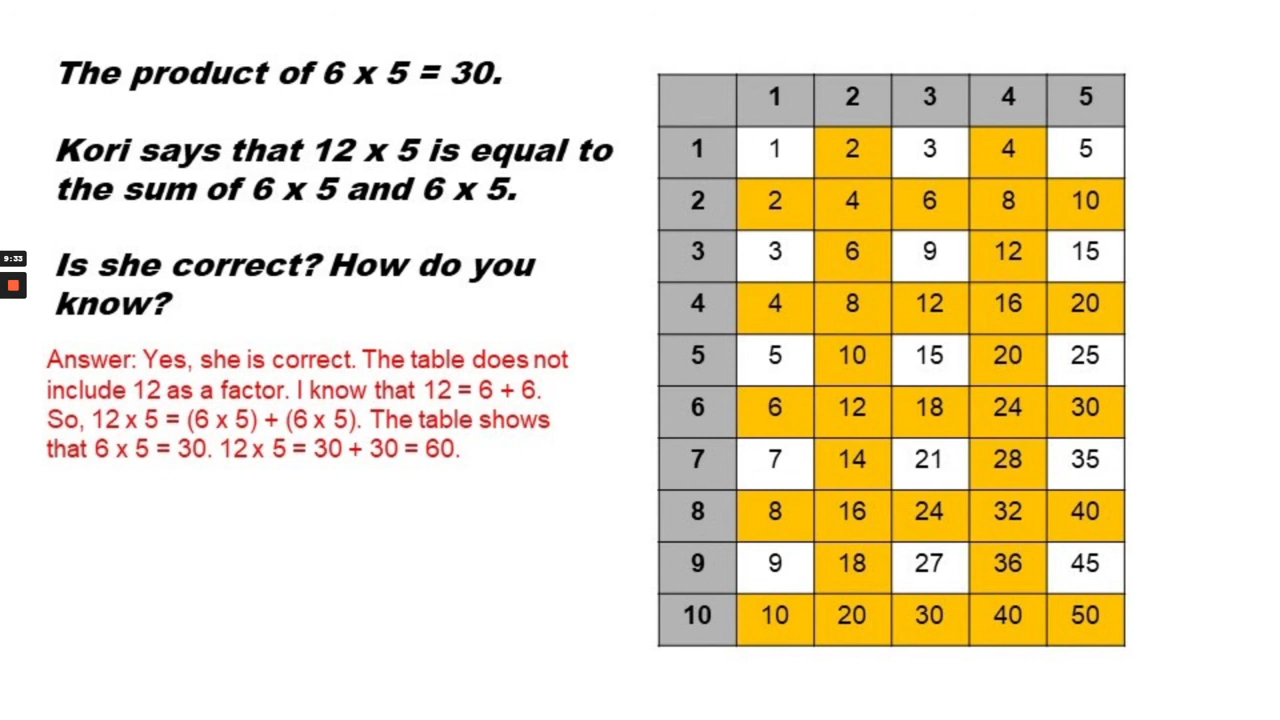 The product of 6 x 5 = 30.
Kori says that 12 x 5 is equal to
the sum of 6 x 5 and 6 x 5.
Is she correct? How do you
know?
Answer: Yes, she is correct. The table does not
include 12 as a factor. I know that 12 = 6 + 6.
So, 12 x 5 = (6 x 5) + (6 x 5). The table shows
that 6 x 5 = 30. 12 x 5 = 30 + 30 = 60.
9:33
1 2 3 4 5
1 1 2 3 4 5
2 2 4 6 8 10
3 3 6 9 12 15
4 4 8 12 16 20
5 5 10 15 20 25
6 6 12 18 24 30
7 7 14 21 28 35
8 8 16 24 32 40
9 9 18 27 36 45
10 10 20 30 40 50